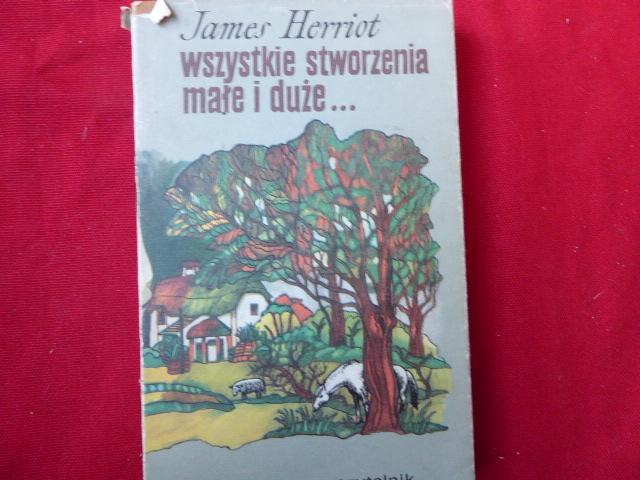 James Herriot
wszystkie stworzenia
małe i duże...